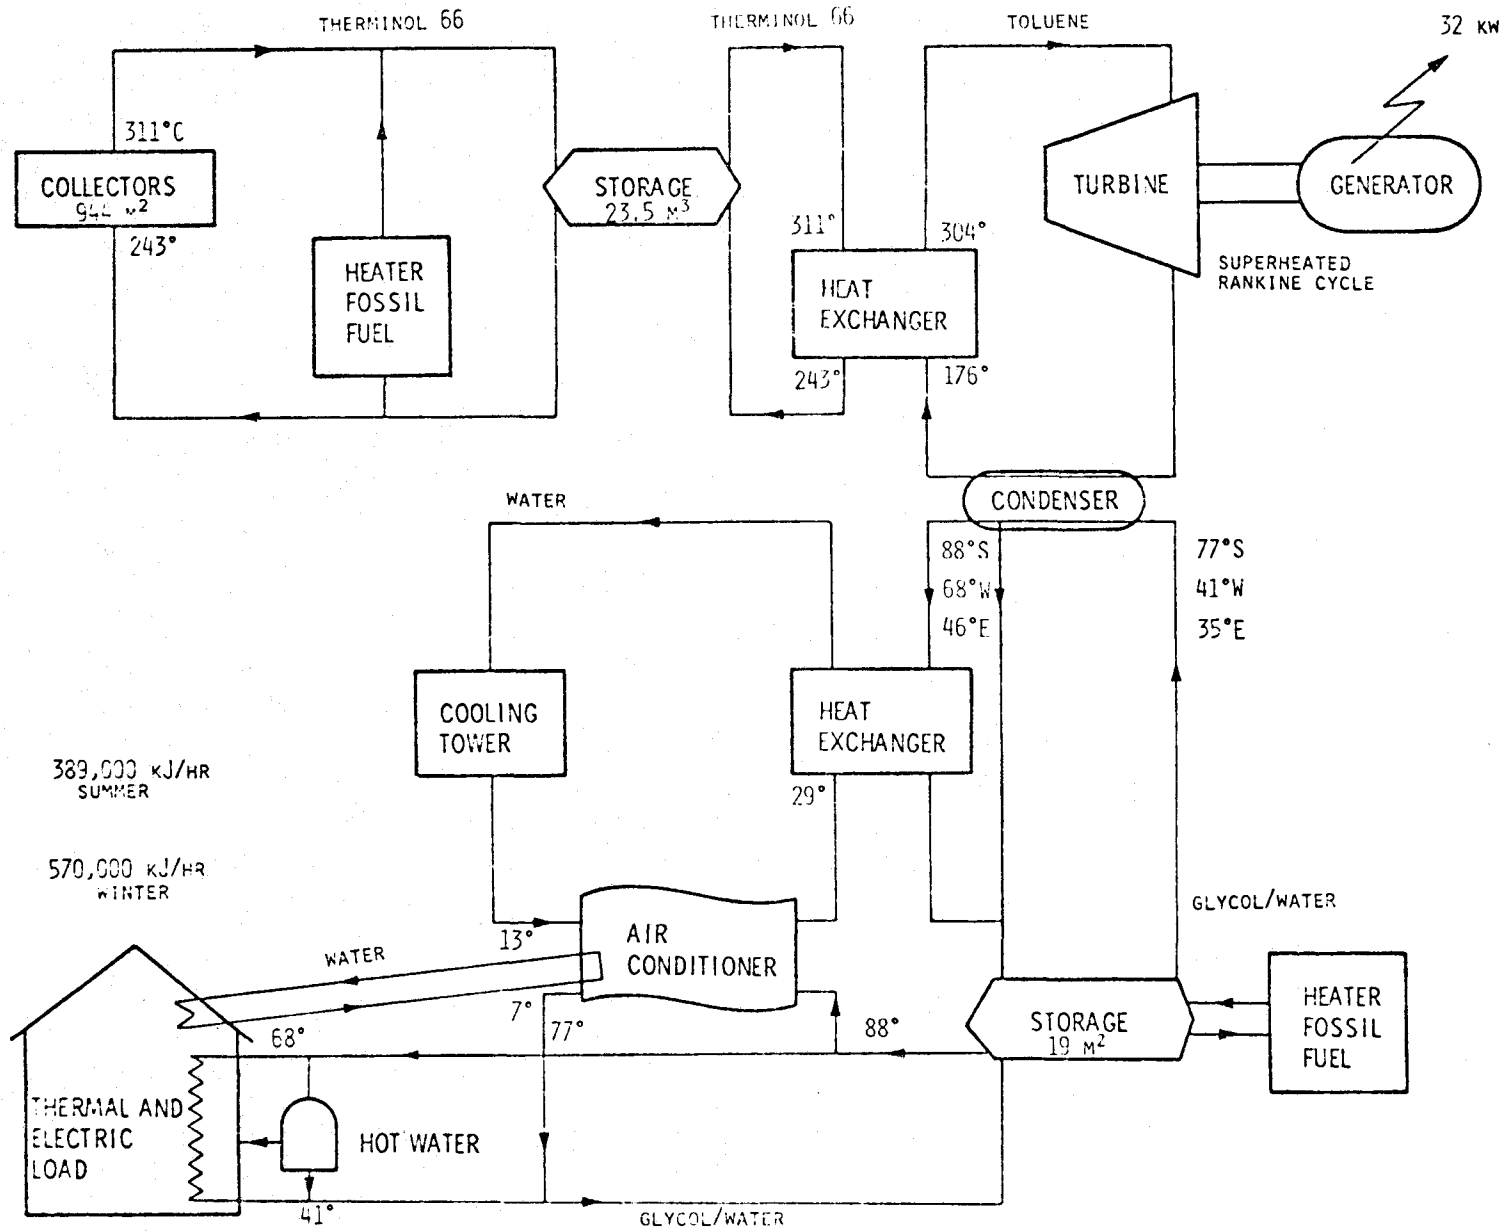 THERMINOL 66
THERMINOL 66
TOLUENE
32 KW
311°C
COLLECTORS
944 M2
243°
HEATER
FOSSIL
FUEL
STORAGE
23.5 M3
311°
304°
HEAT
EXCHANGER
243°
176°
TURBINE
GENERATOR
SUPERHEATED
RANKINE CYCLE
CONDENSER
WATER
88°S
68°W
46°E
77°S
41°W
35°E
COOLING
TOWER
HEAT
EXCHANGER
29°
389,000 KJ/HR
SUMMER
570,000 KJ/HR
WINTER
13°
WATER
AIR
CONDITIONER
7°
77°
68°
88°
GLYCOL/WATER
STORAGE
19 M2
HEATER
FOSSIL
FUEL
THERMAL AND
ELECTRIC
LOAD
HOT WATER
41°
GLYCOL/WATER